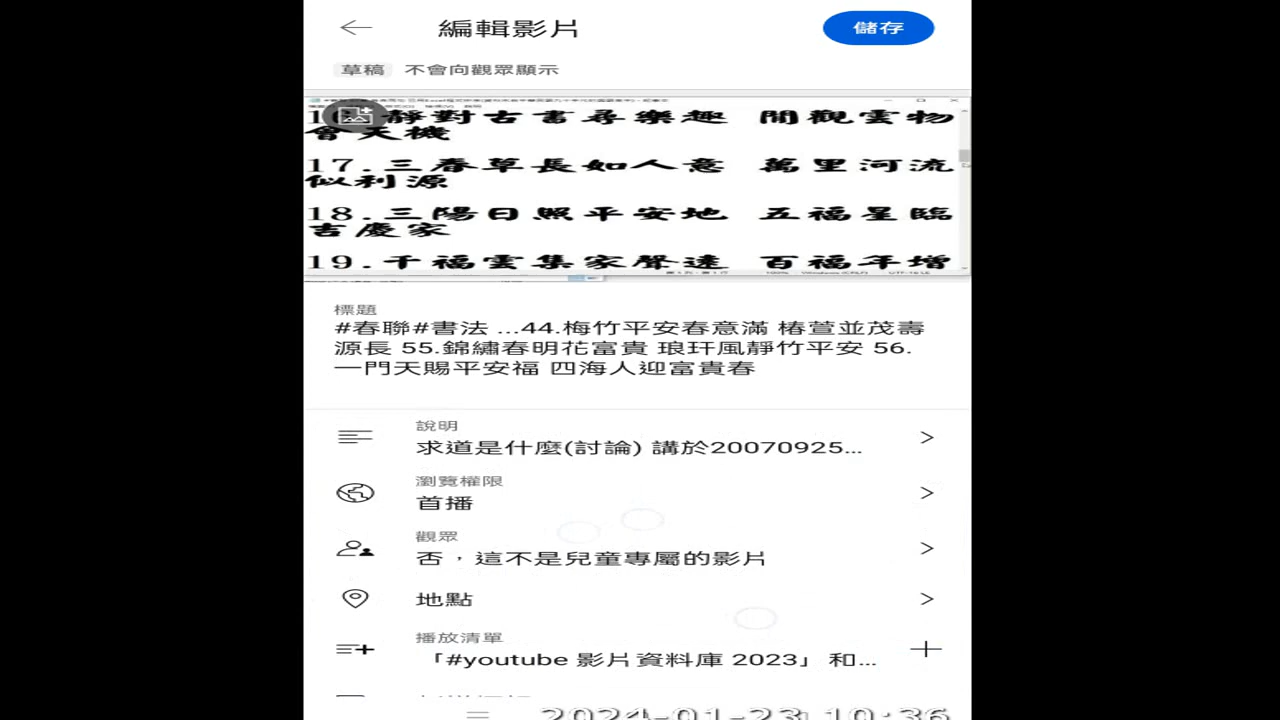 編輯影片
儲存
草稿 不會向觀眾顯示
靜對古書尋樂趣 閒觀雲物
會天機
17.三春草長如人意 萬里河流
似利源
18.三陽日照平安地 五福星臨
吉慶家
19.千福雲集家聲遠 百福年增
標題
#春聯#書法 ...44.梅竹平安春意滿 椿萱並茂壽
源長 55.錦繡春明花富貴 琅玕風靜竹平安 56.
一門天賜平安福 四海人迎富貴春
說明
求道是什麼(討論) 講於20070925...
瀏覽權限
首播
觀眾
否，這不是兒童專屬的影片
地點
播放清單
「#youtube 影片資料庫 2023」和...
2024-01-23 10:36